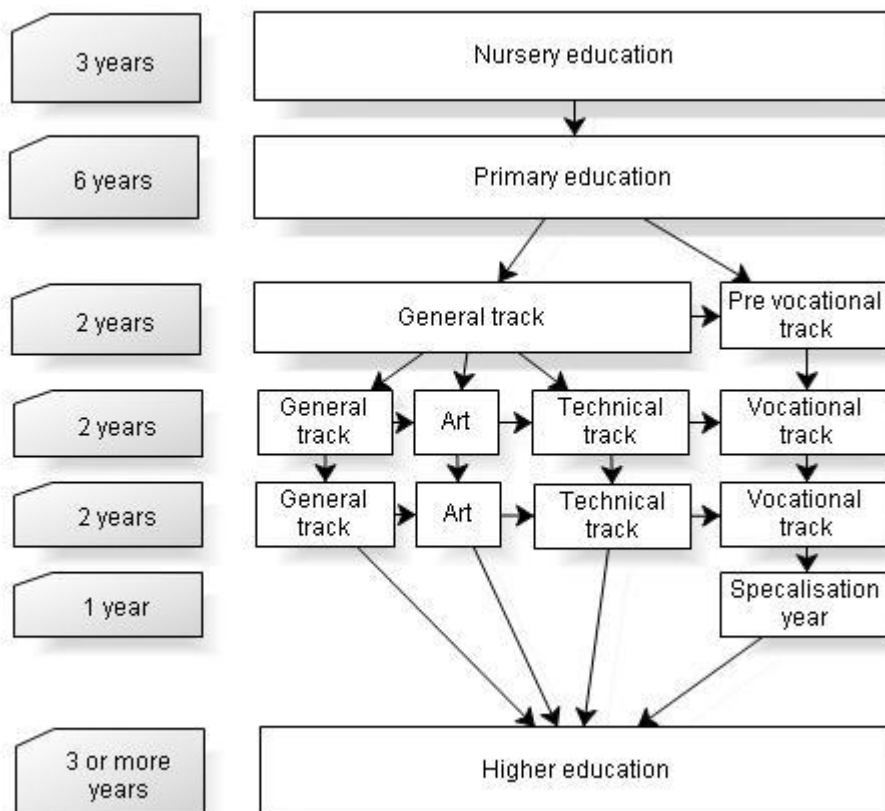 3 years
Nursery education
6 years
Primary education
2 years
General track
Pre vocational
track
2 years
General
track
Art
Technical
track
Vocational
track
2 years
General
track
Art
Technical
track
Vocational
track
1 year
Specalisation
year
3 or more
years
Higher education